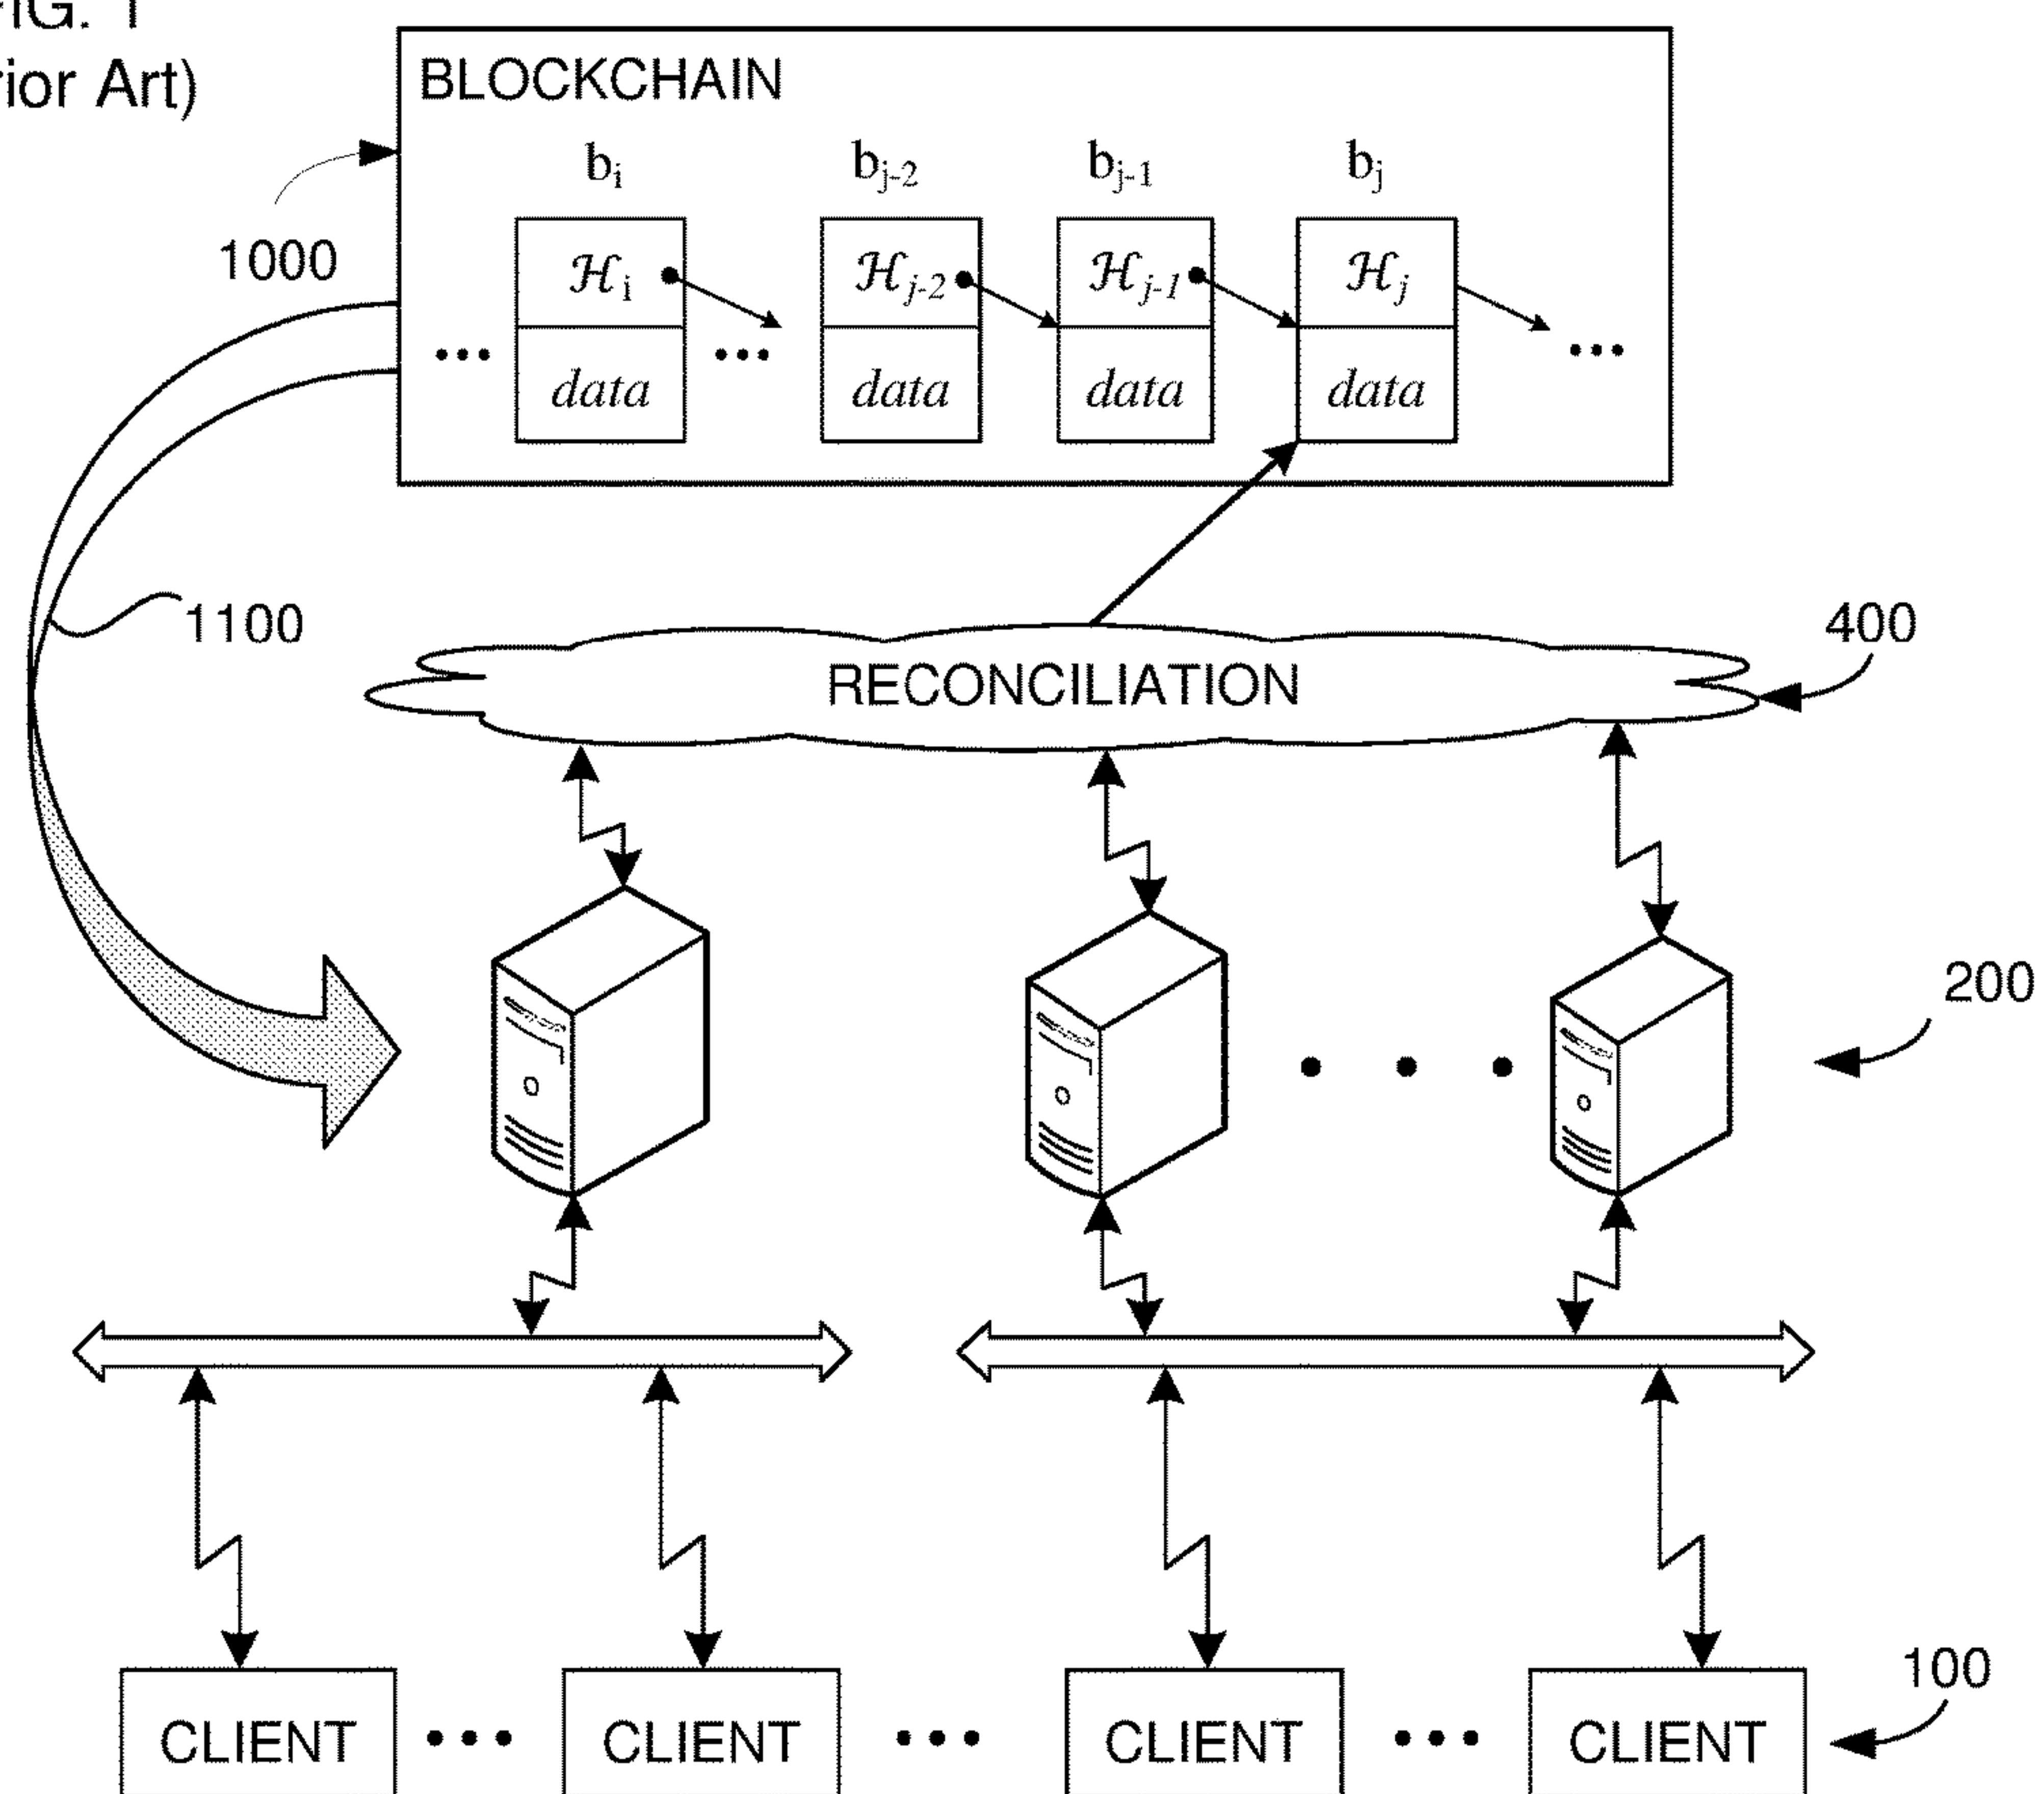 FIG. 1
rior Art)
BLOCKCHAIN
bi bj-2 bj-1 bj
ℋi ℋj-2 ℋj-1 ℋj
... ... ...
data data data data
1000
1100
400
RECONCILIATION
200
100
CLIENT ... CLIENT ... CLIENT ... CLIENT